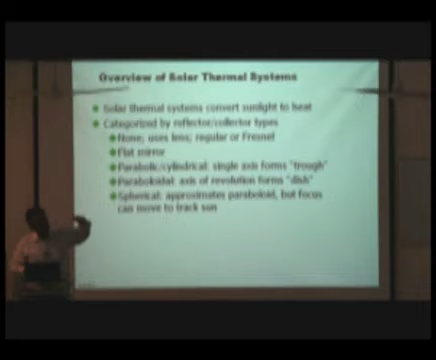 Overview of Solar Thermal Systems
Solar thermal systems convert sunlight to heat
Categorized by reflector/collector types
None; uses lens; regular or Fresnel
Flat mirror
Parabolic/cylindrical: single axis forms "trough"
Paraboloidal: axis of revolution forms "dish"
Spherical: approximates paraboloid, but focus
can move to track sun